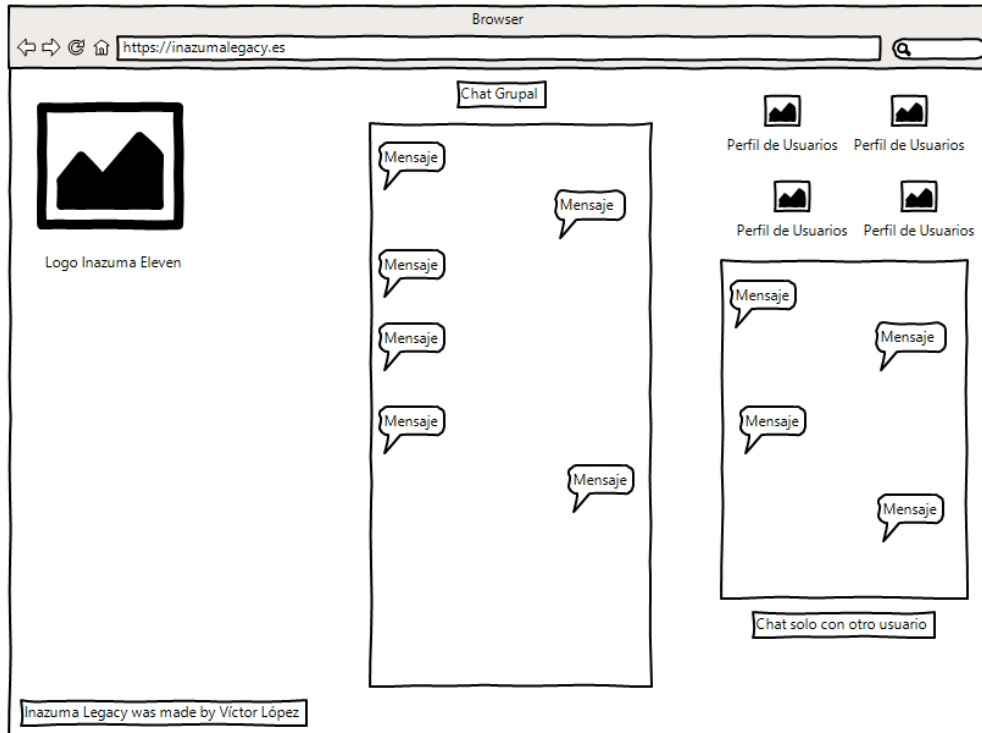 Browser
https://inazumalegacy.es
Logo Inazuma Eleven
Inazuma Legacy was made by Víctor López
Chat Grupal
Mensaje
Mensaje
Mensaje
Mensaje
Mensaje
Mensaje
Perfil de Usuarios
Perfil de Usuarios
Perfil de Usuarios
Perfil de Usuarios
Mensaje
Mensaje
Mensaje
Mensaje
Chat solo con otro usuario